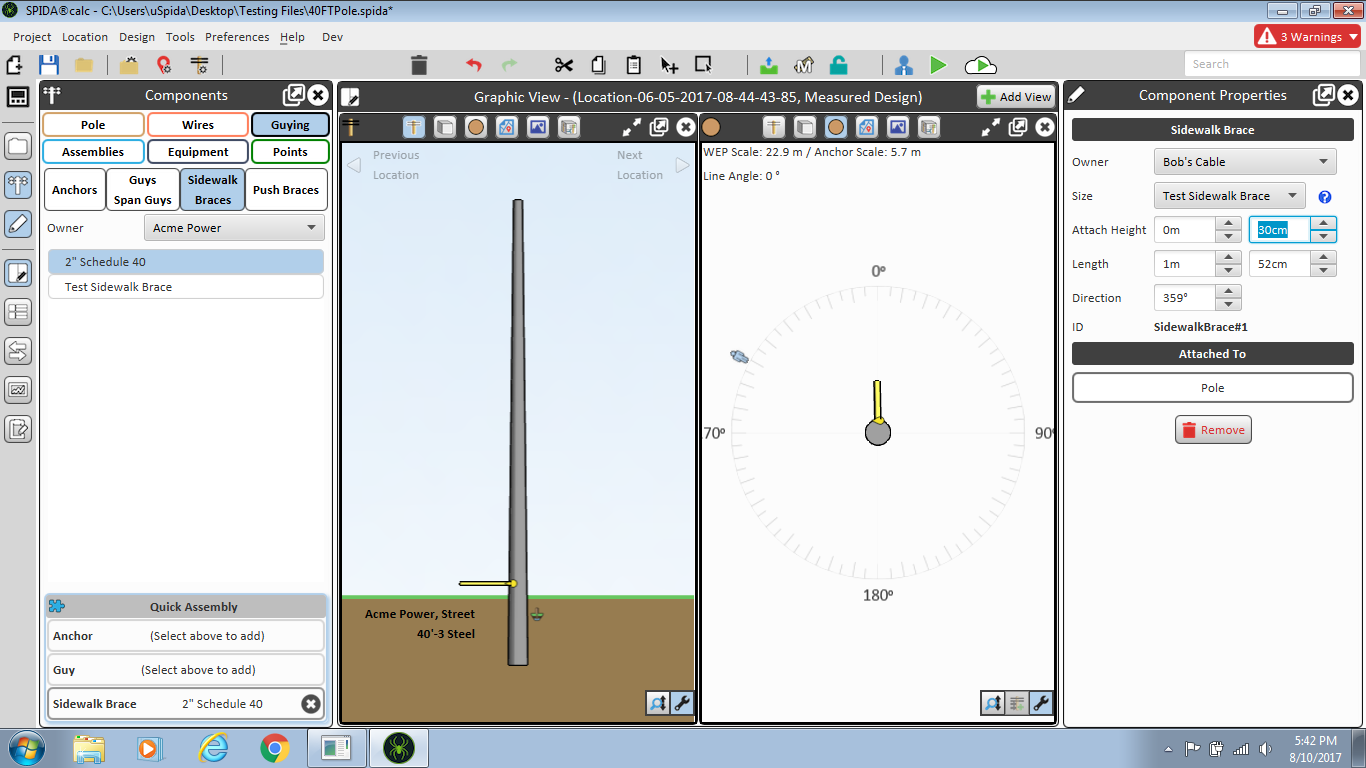 SPIDA®calc - C:\Users\uSpida\Desktop\Testing Files\40FTPole.spida*
Project Location Design Tools Preferences Help Dev
3 Warnings
Search
Components
Pole Wires Guying
Assemblies Equipment Points
Anchors Guys Span Guys Sidewalk Braces Push Braces
Owner Acme Power
2" Schedule 40
Test Sidewalk Brace
Quick Assembly
Anchor (Select above to add)
Guy (Select above to add)
Sidewalk Brace 2" Schedule 40
Graphic View - (Location-06-05-2017-08-44-43-85, Measured Design)
Add View
Previous Location
Next Location
Acme Power, Street
40'-3 Steel
WEP Scale: 22.9 m / Anchor Scale: 5.7 m
Line Angle: 0 °
0°
70°
90°
180°
Component Properties
Sidewalk Brace
Owner Bob's Cable
Size Test Sidewalk Brace ?
Attach Height 0m 30cm
Length 1m 52cm
Direction 359°
ID SidewalkBrace#1
Attached To
Pole
Remove
5:42 PM
8/10/2017